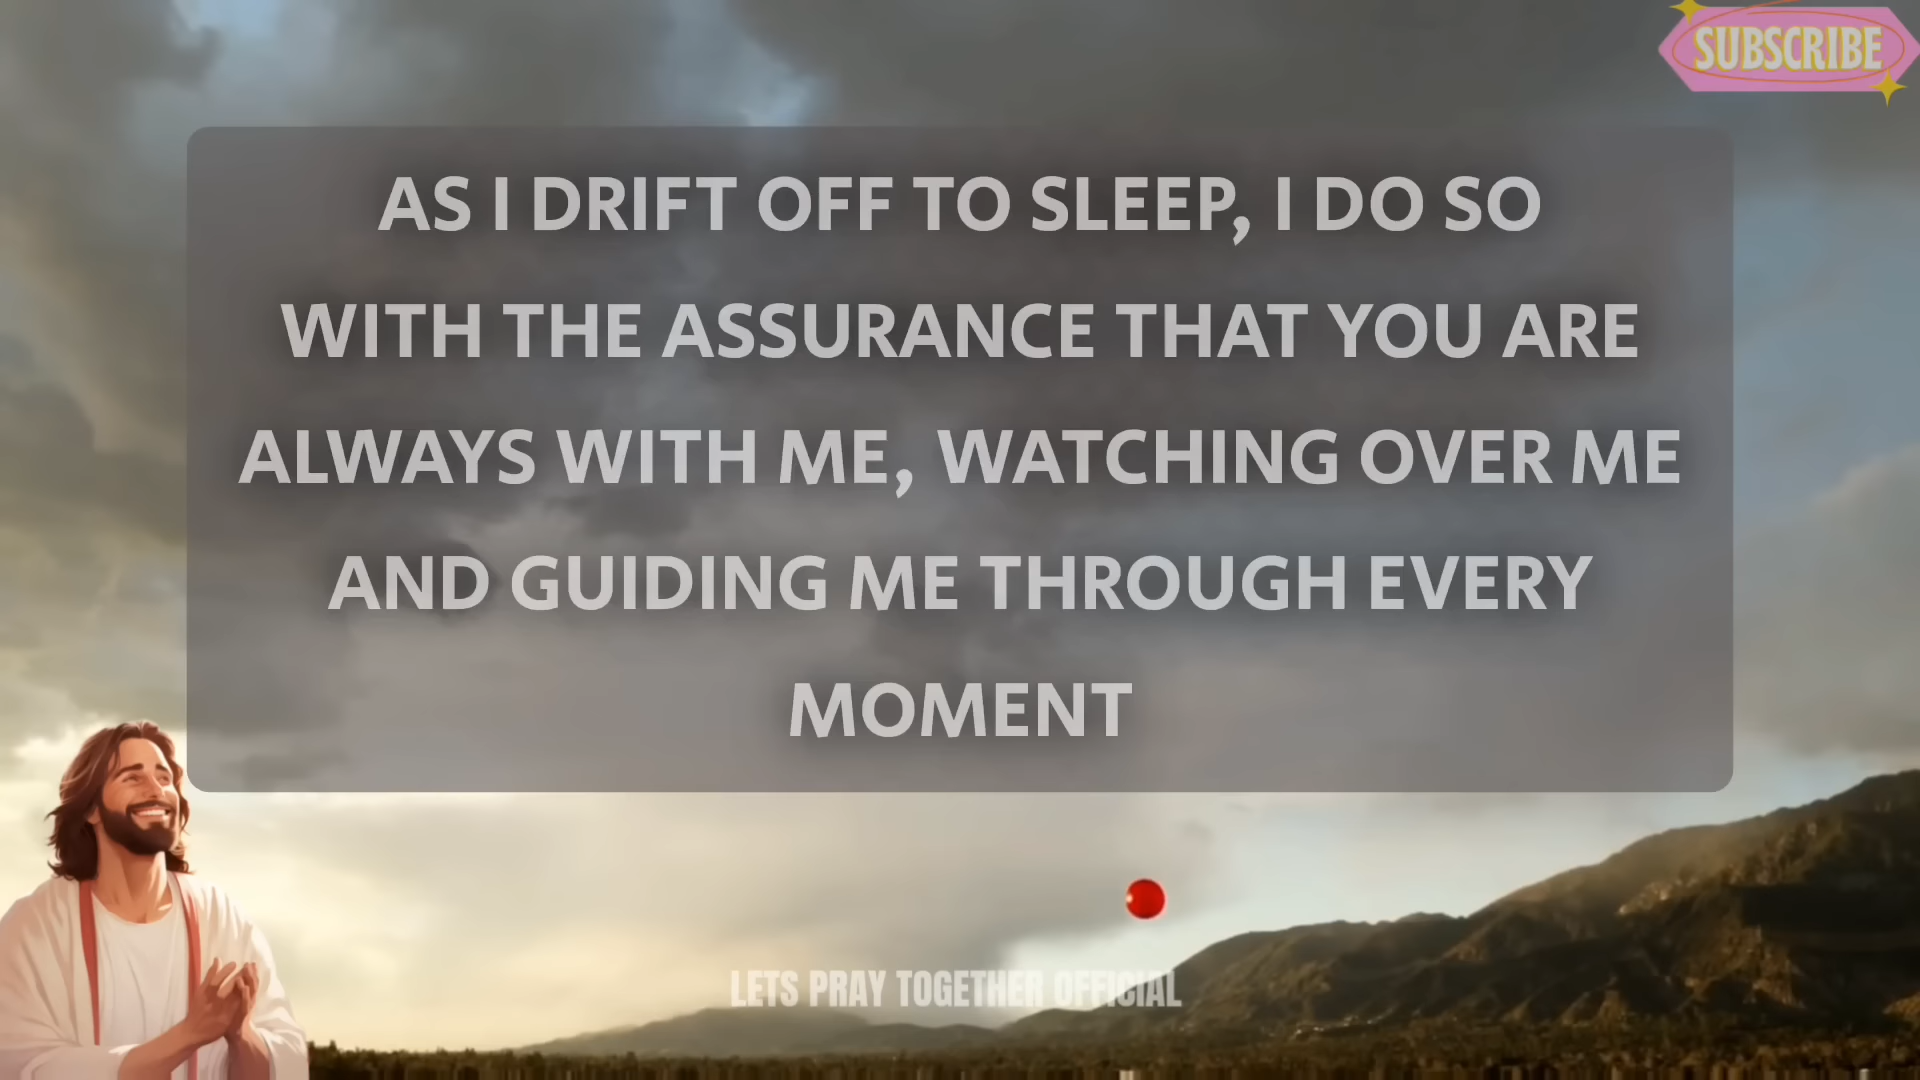 SUBSCRIBE
AS I DRIFT OFF TO SLEEP, I DO SO
WITH THE ASSURANCE THAT YOU ARE
ALWAYS WITH ME, WATCHING OVER ME
AND GUIDING ME THROUGH EVERY
MOMENT
LETS PRAY TOGETHER OFFICIAL